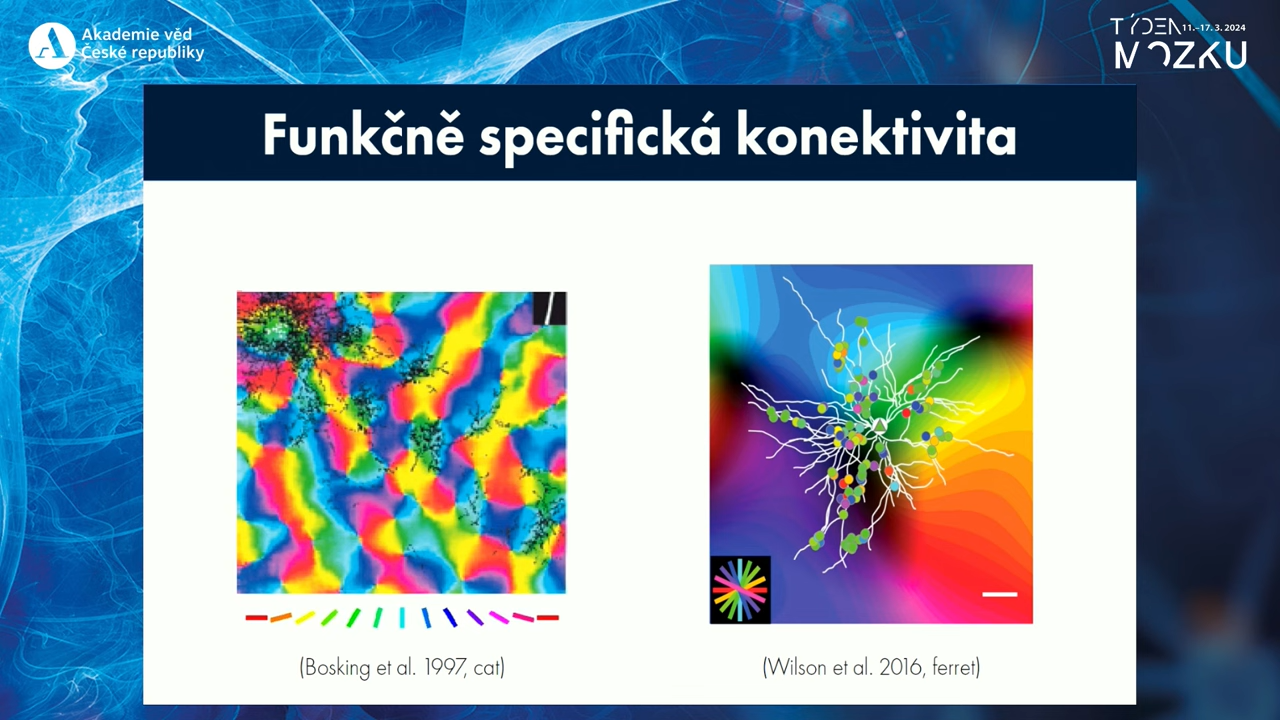 Akademie věd
České republiky
TÝDEN 11.–17. 3. 2024
MOZKU
Funkčně specifická konektivita
(Bosking et al. 1997, cat)
(Wilson et al. 2016, ferret)